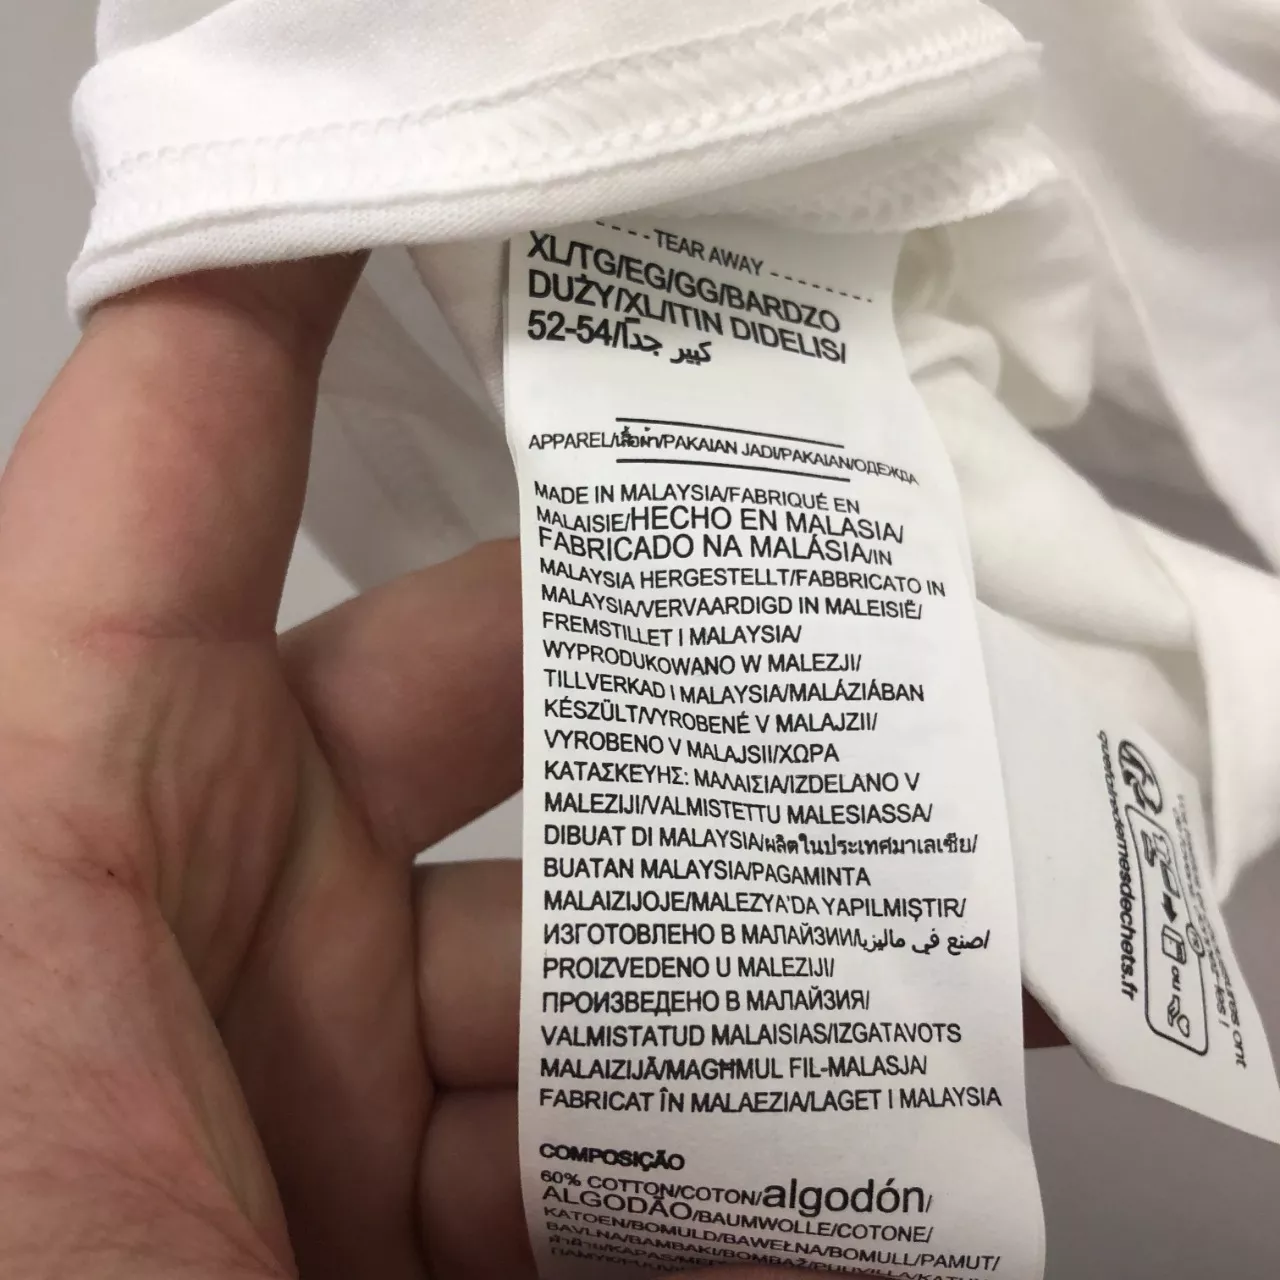 -----TEAR AWAY--------
XL/TG/EG/GG/BARDZO
DUŻY/XL/ITIN DIDELIS/
52-54/كبير جدًا
APPAREL/เสื้อผ้า/PAKAIAN JADI/PAKAIAN/ОДЕЖДА
MADE IN MALAYSIA/FABRIQUÉ EN
MALAISIE/HECHO EN MALASIA/
FABRICADO NA MALÁSIA/IN
MALAYSIA HERGESTELLT/FABBRICATO IN
MALAYSIA/VERVAARDIGD IN MALEISIË/
FREMSTILLET I MALAYSIA/
WYPRODUKOWANO W MALEZJI/
TILLVERKAD I MALAYSIA/MALÁZIÁBAN
KÉSZÜLT/VYROBENÉ V MALAJZII/
VYROBENO V MALAJSII/ΧΩΡΑ
ΚΑΤΑΣΚΕΥΗΣ: ΜΑΛΑΙΣΙΑ/IZDELANO V
MALEZIJI/VALMISTETTU MALESIASSA/
DIBUAT DI MALAYSIA/ผลิตในประเทศมาเลเซีย/
BUATAN MALAYSIA/PAGAMINTA
MALAIZIJOJE/MALEZYA'DA YAPILMIŞTIR/
ИЗГОТОВЛЕНО В МАЛАЙЗИИ/صنع في ماليزيا/
PROIZVEDENO U MALEZIJI/
ПРОИЗВЕДЕНО В МАЛАЙЗИЯ/
VALMISTATUD MALAISIAS/IZGATAVOTS
MALAIZIJĀ/MAGĦMUL FIL-MALASJA/
FABRICAT ÎN MALAEZIA/LAGET I MALAYSIA
COMPOSIÇÃO
60% COTTON/COTON/algodón/
ALGODÃO/BAUMWOLLE/COTONE/
KATOEN/BOMULD/BAWEŁNA/BOMULL/PAMUT/
BAVLNA/BAMBAKI/BOMBAŽ/PUUVILLA/
quefairedemesdechets.fr
ou